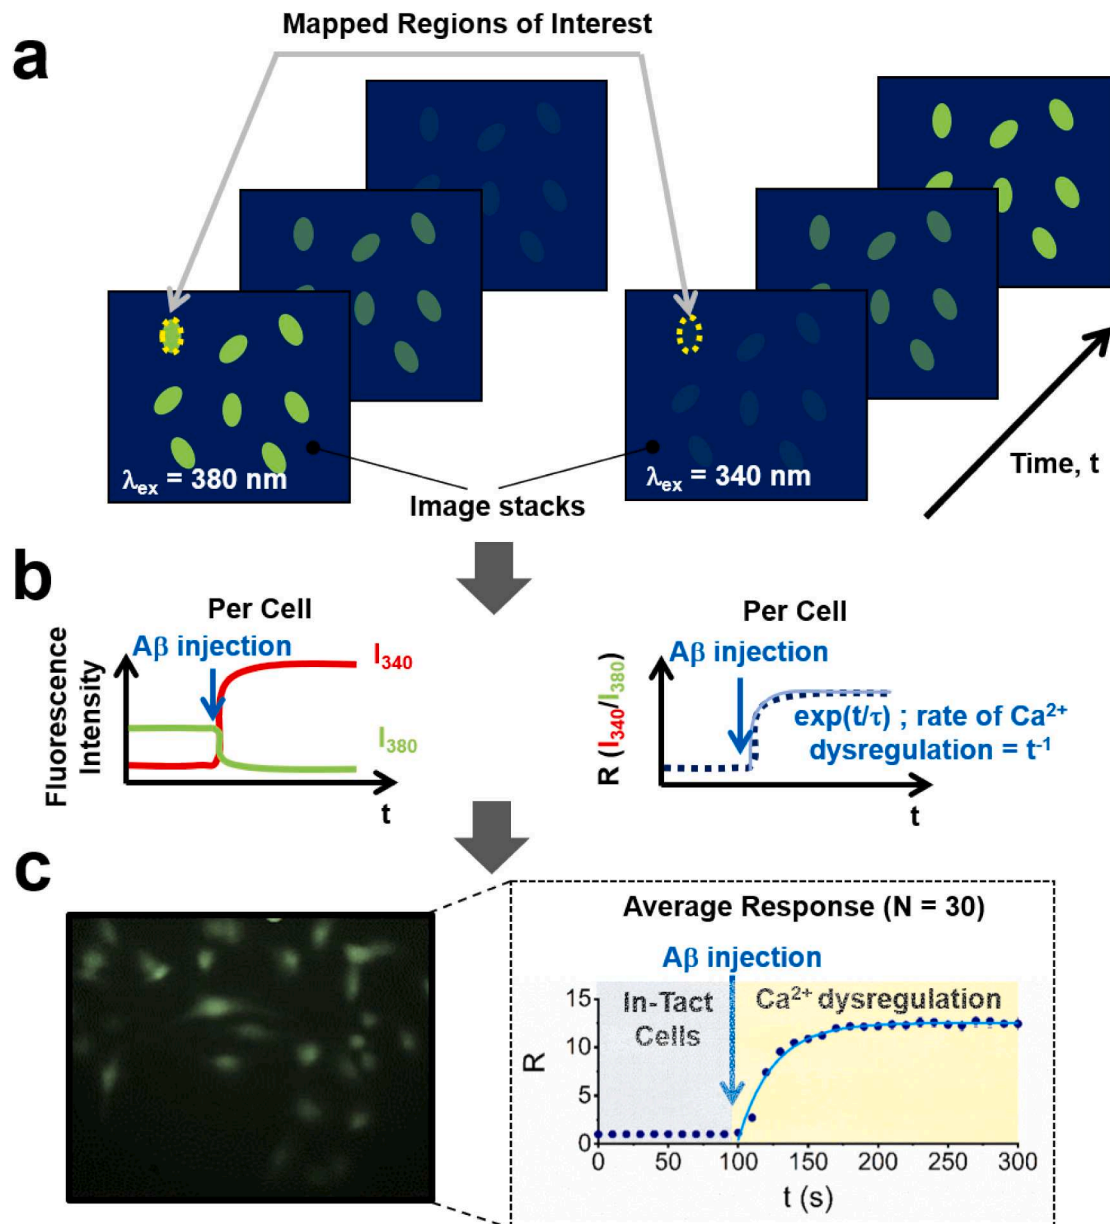 a
Mapped Regions of Interest
λex = 380 nm
λex = 340 nm
Image stacks
Time, t
b
Per Cell
Aβ injection
Fluorescence
Intensity
I340
I380
t
Per Cell
Aβ injection
R (I340/I380)
exp(t/τ) ; rate of Ca²⁺
dysregulation = t⁻¹
t
c
Average Response (N = 30)
Aβ injection
In-Tact
Cells
Ca²⁺ dysregulation
R
15
10
5
0
0 50 100 150 200 250 300
t (s)